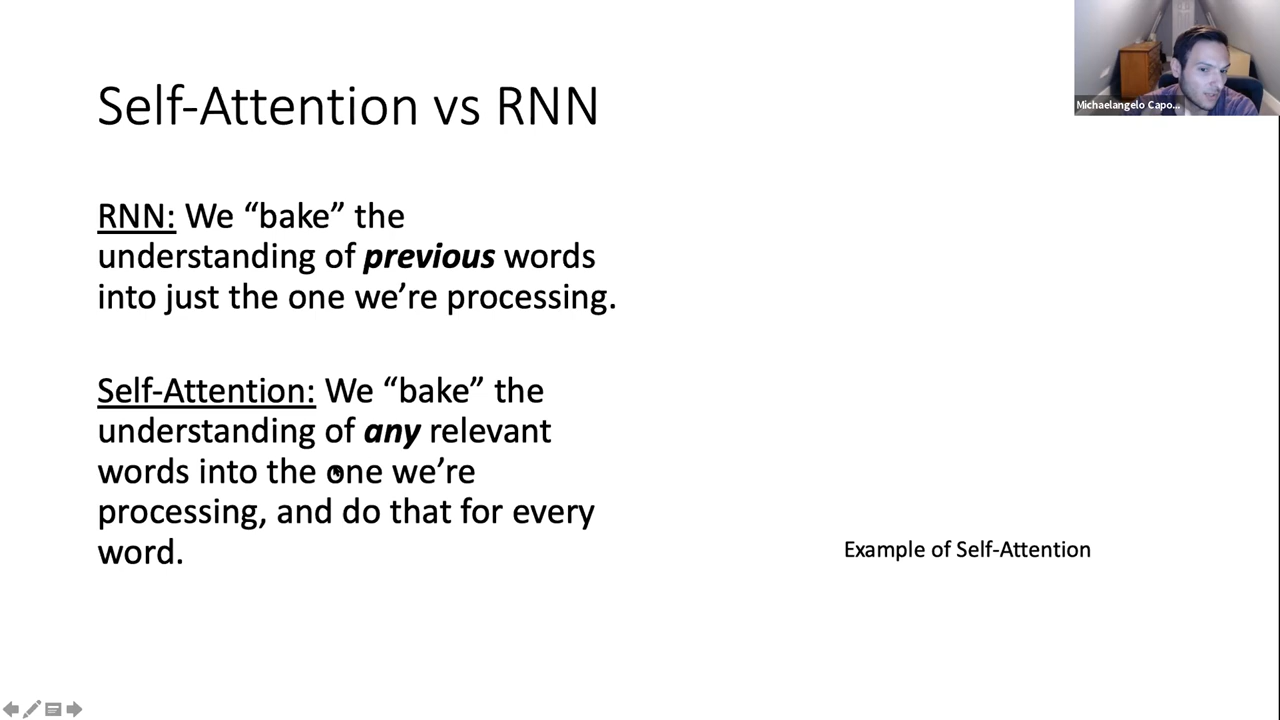 Michaelangelo Capo...
Self-Attention vs RNN
RNN: We “bake” the
understanding of previous words
into just the one we’re processing.
Self-Attention: We “bake” the
understanding of any relevant
words into the one we’re
processing, and do that for every
word.
Example of Self-Attention